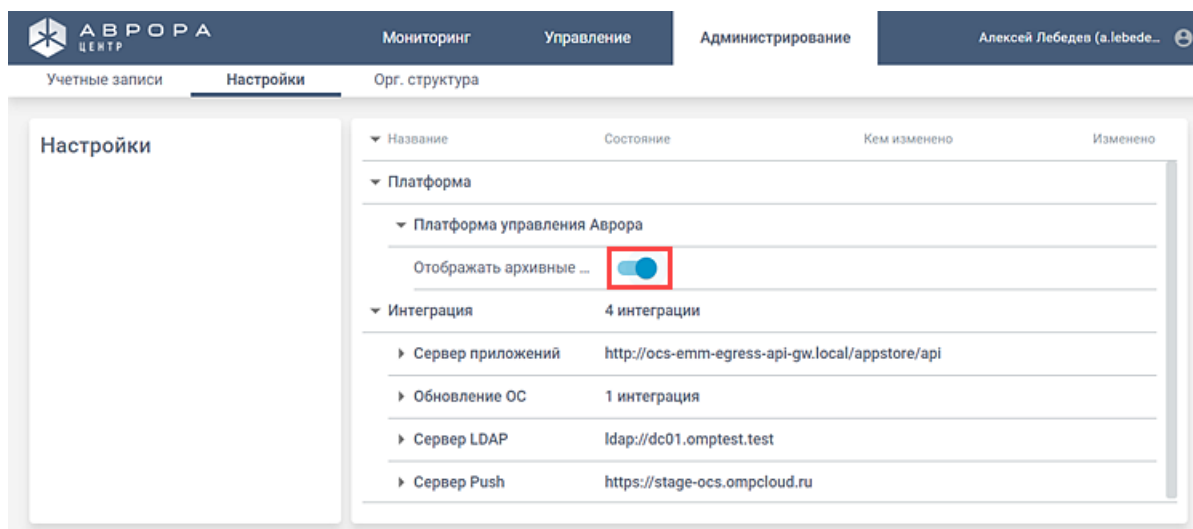 АВРОРА
ЦЕНТР
Мониторинг Управление Администрирование Алексей Лебедев (a.lebede...
Учетные записи Настройки Орг. структура
Настройки
Название Состояние Кем изменено Изменено
Платформа
Платформа управления Аврора
Отображать архивные ...
Интеграция 4 интеграции
Сервер приложений http://ocs-emm-egress-api-gw.local/appstore/api
Обновление ОС 1 интеграция
Сервер LDAP ldap://dc01.omptest.test
Сервер Push https://stage-ocs.ompcloud.ru